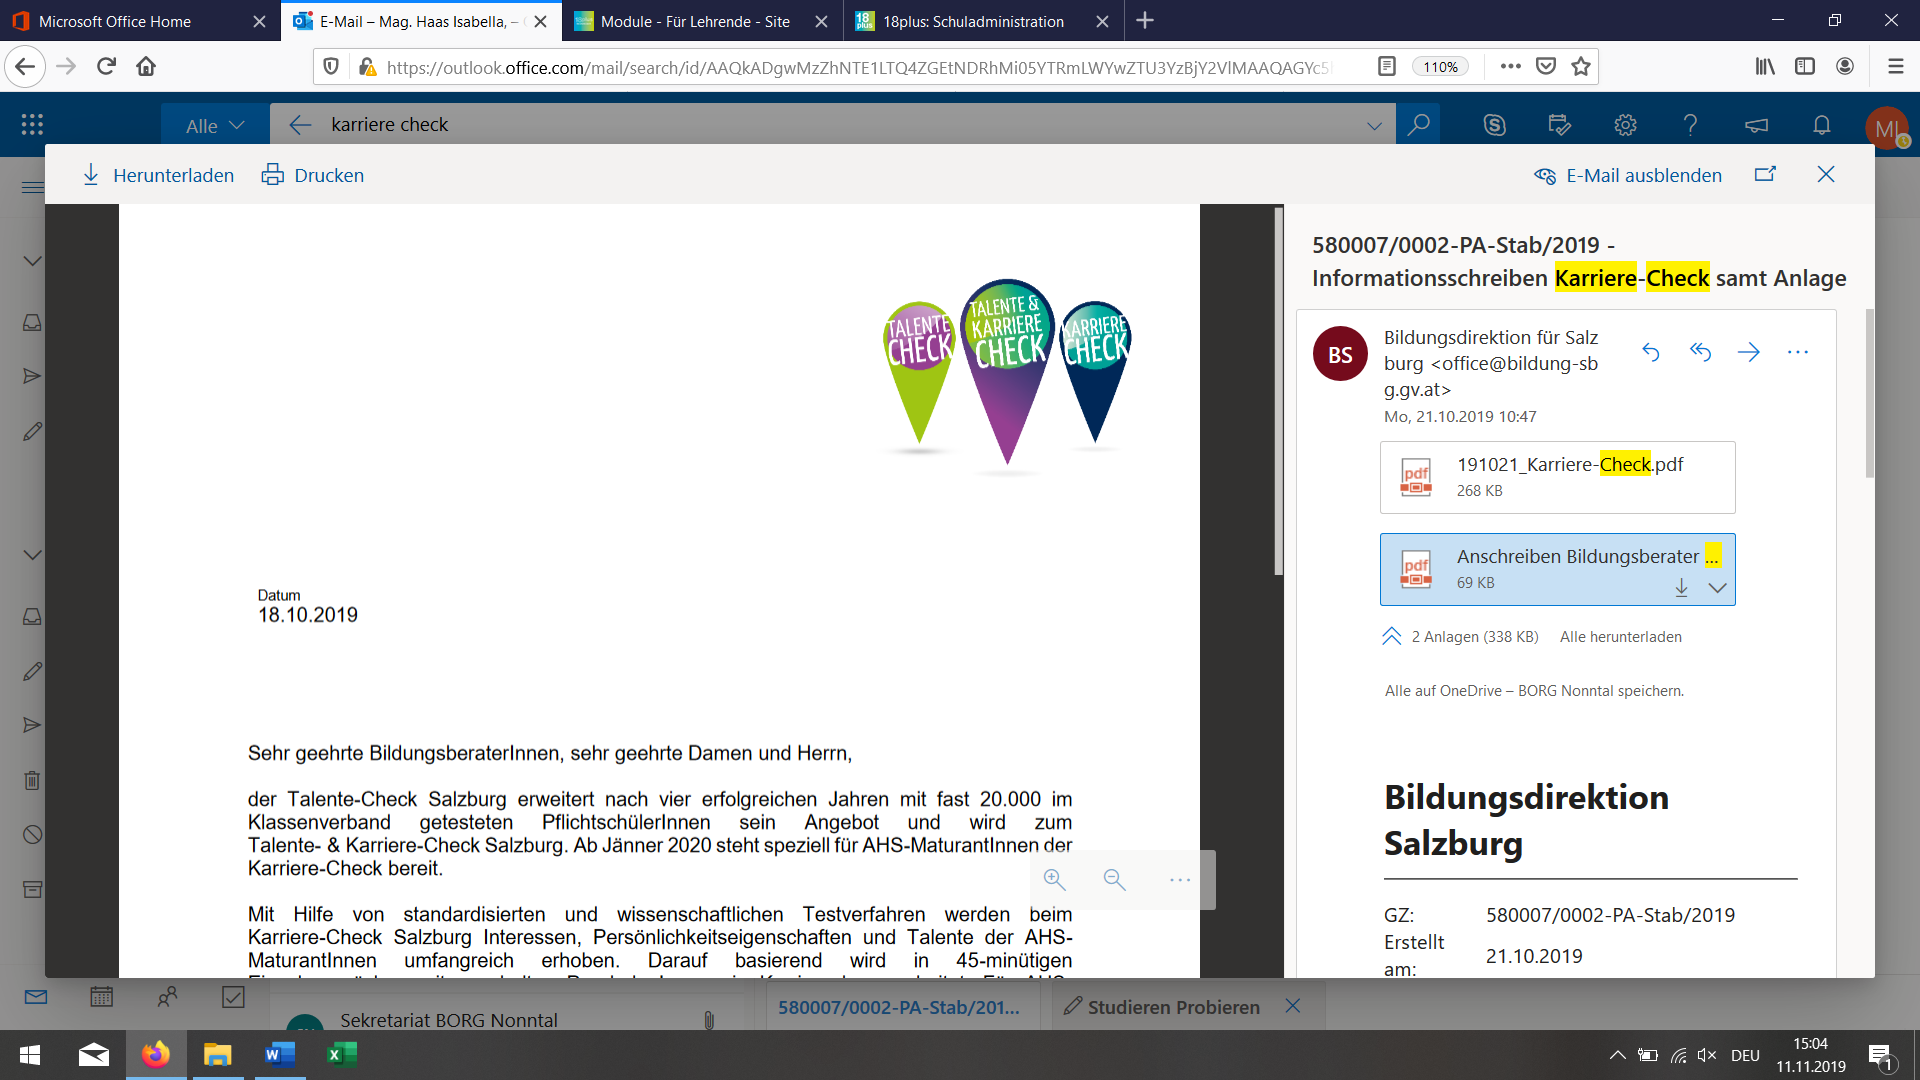 Microsoft Office Home
E-Mail – Mag. Haas Isabella, –
Module - Für Lehrende - Site
18plus: Schuladministration
110%
Alle
karriere check
MI
Herunterladen
Drucken
E-Mail ausblenden
TALENTE CHECK
TALENTE & KARRIERE CHECK
KARRIERE CHECK
Datum
18.10.2019
Sehr geehrte BildungsberaterInnen, sehr geehrte Damen und Herrn,
der Talente-Check Salzburg erweitert nach vier erfolgreichen Jahren mit fast 20.000 im
Klassenverband getesteten PflichtschülerInnen sein Angebot und wird zum
Talente- & Karriere-Check Salzburg. Ab Jänner 2020 steht speziell für AHS-MaturantInnen der
Karriere-Check bereit.
Mit Hilfe von standardisierten und wissenschaftlichen Testverfahren werden beim
Karriere-Check Salzburg Interessen, Persönlichkeitseigenschaften und Talente der AHS-
MaturantInnen umfangreich erhoben. Darauf basierend wird in 45-minütigen
580007/0002-PA-Stab/2019 -
Informationsschreiben Karriere-Check samt Anlage
BS
Bildungsdirektion für Salz
burg <office@bildung-sb
g.gv.at>
Mo, 21.10.2019 10:47
pdf
191021_Karriere-Check.pdf
268 KB
pdf
Anschreiben Bildungsberater ...
69 KB
2 Anlagen (338 KB)
Alle herunterladen
Alle auf OneDrive – BORG Nonntal speichern.
Bildungsdirektion
Salzburg
GZ: 580007/0002-PA-Stab/2019
Erstellt
am: 21.10.2019
Sekretariat BORG Nonntal
580007/0002-PA-Stab/201...
Studieren Probieren
DEU
15:04
11.11.2019
1